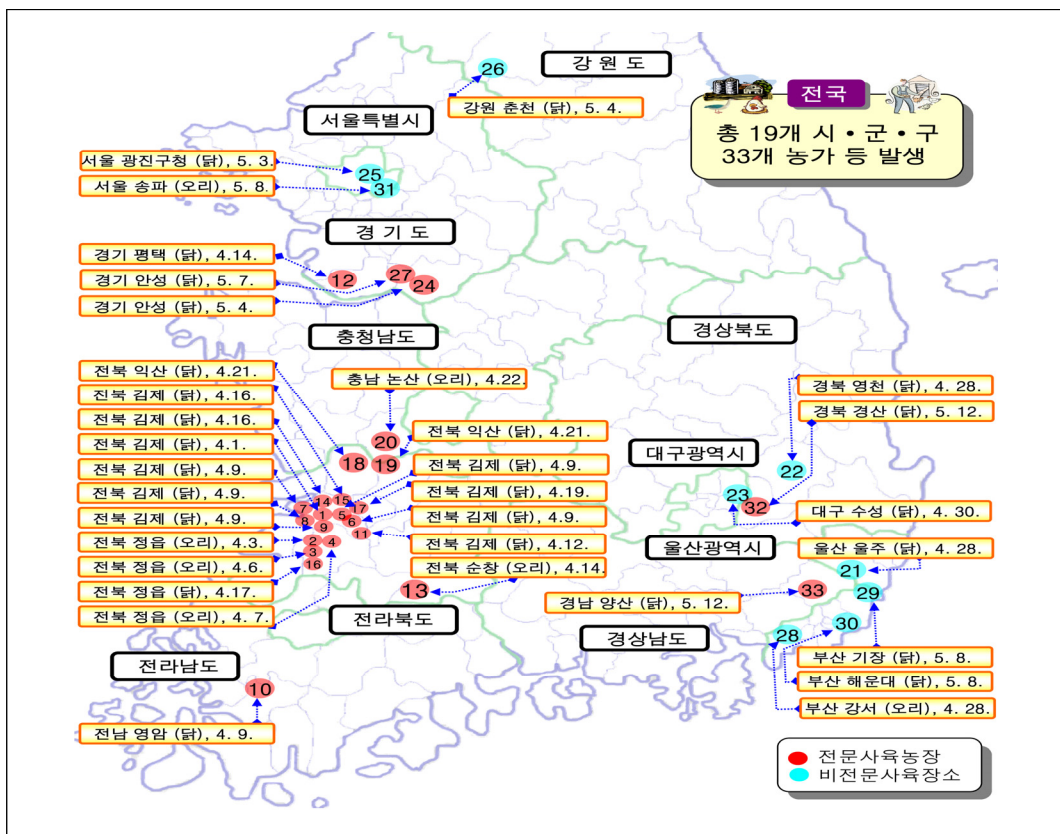 강 원 도
26
강원 춘천 (닭), 5. 4.
전국
총 19개 시 • 군 • 구
33개 농가 등 발생
서울특별시
서울 광진구청 (닭), 5. 3.
서울 송파 (오리), 5. 8.
25
31
경 기 도
경기 평택 (닭), 4.14.
경기 안성 (닭), 5. 7.
경기 안성 (닭), 5. 4.
12
27
24
충청남도
경상북도
전북 익산 (닭), 4.21.
진북 김제 (닭), 4.16.
전북 김제 (닭), 4.16.
전북 김제 (닭), 4.1.
전북 김제 (닭), 4.9.
전북 김제 (닭), 4.9.
전북 김제 (닭), 4.9.
전북 정읍 (오리), 4.3.
전북 정읍 (오리), 4.6.
전북 정읍 (닭), 4.17.
전북 정읍 (오리), 4. 7.
충남 논산 (오리), 4.22.
20
18
19
전북 익산 (닭), 4.21.
전북 김제 (닭), 4.9.
전북 김제 (닭), 4.19.
전북 김제 (닭), 4.9.
전북 김제 (닭), 4.12.
전북 순창 (오리), 4.14.
14
15
7
17
1
5
8
6
9
11
2
4
3
16
13
전라북도
경북 영천 (닭), 4. 28.
경북 경산 (닭), 5. 12.
대구광역시
22
23
32
대구 수성 (닭), 4. 30.
울산광역시
울산 울주 (닭), 4. 28.
21
29
경남 양산 (닭), 5. 12.
33
30
28
경상남도
부산 기장 (닭), 5. 8.
부산 해운대 (닭), 5. 8.
부산 강서 (오리), 4. 28.
전라남도
10
전남 영암 (닭), 4. 9.
전문사육농장
비전문사육장소